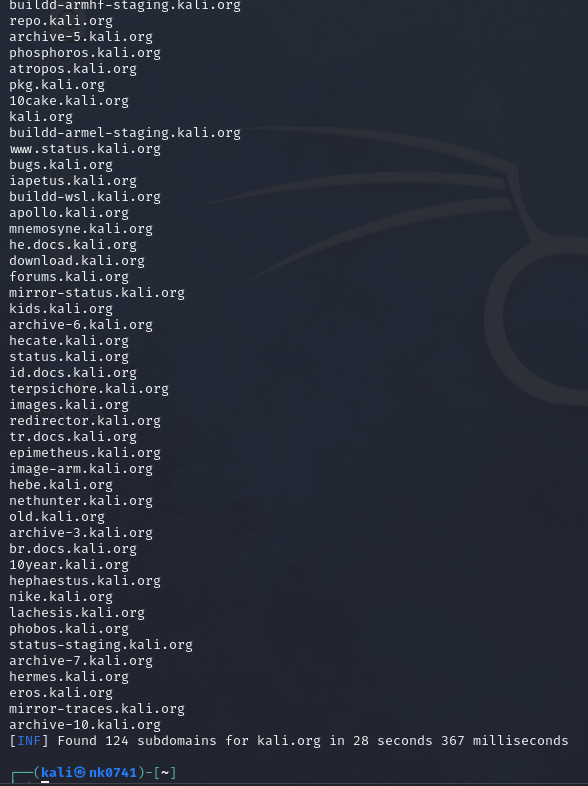 buildd-armhf-staging.kali.org
repo.kali.org
archive-5.kali.org
phosphoros.kali.org
atropos.kali.org
pkg.kali.org
10cake.kali.org
kali.org
buildd-armel-staging.kali.org
www.status.kali.org
bugs.kali.org
iapetus.kali.org
buildd-wsl.kali.org
apollo.kali.org
mnemosyne.kali.org
he.docs.kali.org
download.kali.org
forums.kali.org
mirror-status.kali.org
kids.kali.org
archive-6.kali.org
hecate.kali.org
status.kali.org
id.docs.kali.org
terpsichore.kali.org
images.kali.org
redirector.kali.org
tr.docs.kali.org
epimetheus.kali.org
image-arm.kali.org
hebe.kali.org
nethunter.kali.org
old.kali.org
archive-3.kali.org
br.docs.kali.org
10year.kali.org
hephaestus.kali.org
nike.kali.org
lachesis.kali.org
phobos.kali.org
status-staging.kali.org
archive-7.kali.org
hermes.kali.org
eros.kali.org
mirror-traces.kali.org
archive-10.kali.org
[INF] Found 124 subdomains for kali.org in 28 seconds 367 milliseconds
┌──(kali㉿nk0741)-[~]